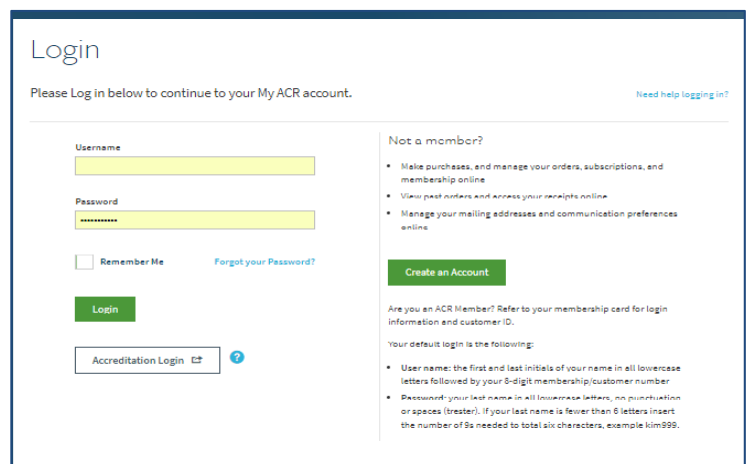 Login
Please Log in below to continue to your My ACR account.
Need help logging in?
Username
Password
•••••••••••
Remember Me
Forgot your Password?
Login
Accreditation Login
?
Not a member?
• Make purchases, and manage your orders, subscriptions, and
membership online
• View past orders and access your receipts online
• Manage your mailing addresses and communication preferences
online
Create an Account
Are you an ACR Member? Refer to your membership card for login
information and customer ID.
Your default login is the following:
• User name: the first and last initials of your name in all lowercase
letters followed by your 8-digit membership/customer number
• Password: your last name in all lowercase letters, no punctuation
or spaces (trester). If your last name is fewer than 6 letters insert
the number of 9s needed to total six characters, example kim999.